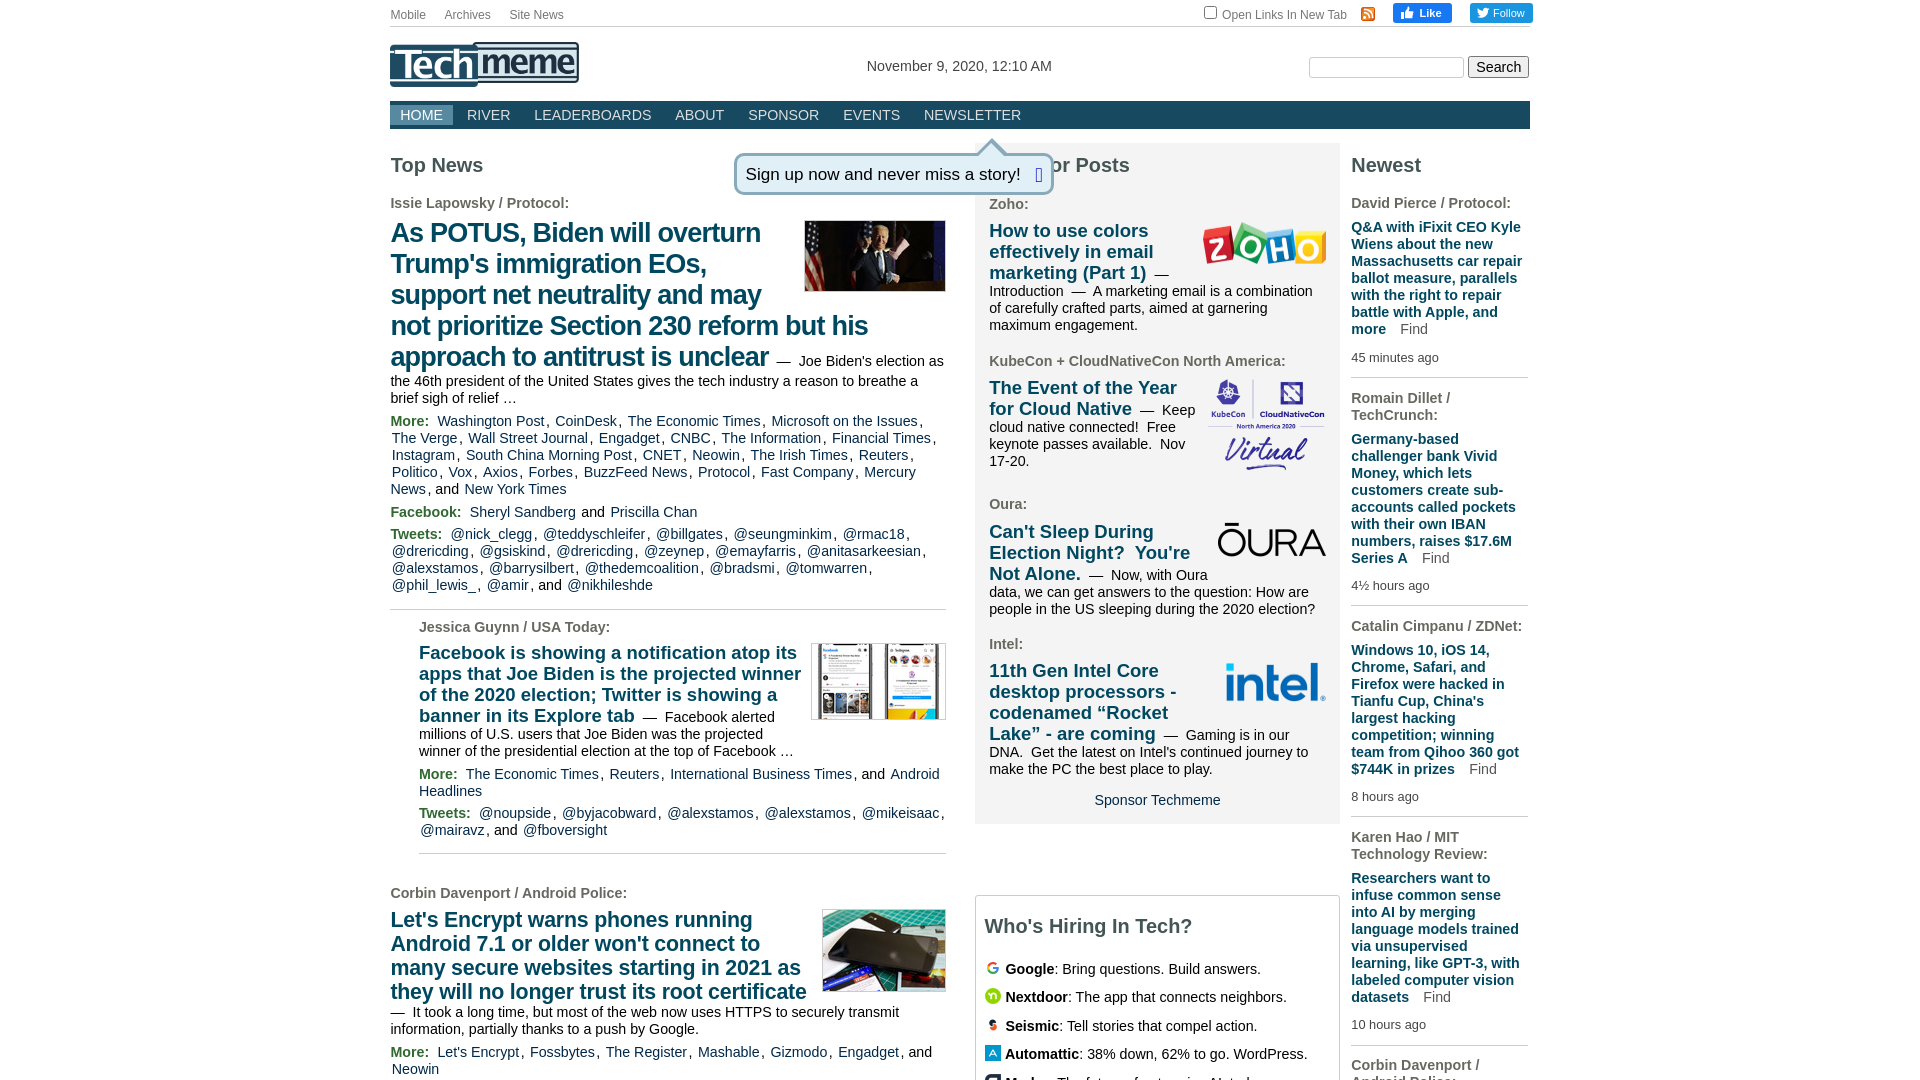 Mobile Archives Site News
Open Links In New Tab
Like
Follow
Techmeme
November 9, 2020, 12:10 AM
Search
HOME RIVER LEADERBOARDS ABOUT SPONSOR EVENTS NEWSLETTER
Sign up now and never miss a story!
Top News
Issie Lapowsky / Protocol:
As POTUS, Biden will overturn
Trump's immigration EOs,
support net neutrality and may
not prioritize Section 230 reform but his
approach to antitrust is unclear — Joe Biden's election as
the 46th president of the United States gives the tech industry a reason to breathe a
brief sigh of relief …
More: Washington Post, CoinDesk, The Economic Times, Microsoft on the Issues,
The Verge, Wall Street Journal, Engadget, CNBC, The Information, Financial Times,
Instagram, South China Morning Post, CNET, Neowin, The Irish Times, Reuters,
Politico, Vox, Axios, Forbes, BuzzFeed News, Protocol, Fast Company, Mercury
News, and New York Times
Facebook: Sheryl Sandberg and Priscilla Chan
Tweets: @nick_clegg, @teddyschleifer, @billgates, @seungminkim, @rmac18,
@drericding, @gsiskind, @drericding, @zeynep, @emayfarris, @anitasarkeesian,
@alexstamos, @barrysilbert, @thedemcoalition, @bradsmi, @tomwarren,
@phil_lewis_, @amir, and @nikhileshde
Jessica Guynn / USA Today:
Facebook is showing a notification atop its
apps that Joe Biden is the projected winner
of the 2020 election; Twitter is showing a
banner in its Explore tab — Facebook alerted
millions of U.S. users that Joe Biden was the projected
winner of the presidential election at the top of Facebook …
More: The Economic Times, Reuters, International Business Times, and Android
Headlines
Tweets: @noupside, @byjacobward, @alexstamos, @alexstamos, @mikeisaac,
@mairavz, and @fboversight
Corbin Davenport / Android Police:
Let's Encrypt warns phones running
Android 7.1 or older won't connect to
many secure websites starting in 2021 as
they will no longer trust its root certificate
— It took a long time, but most of the web now uses HTTPS to securely transmit
information, partially thanks to a push by Google.
More: Let's Encrypt, Fossbytes, The Register, Mashable, Gizmodo, Engadget, and
Neowin
or Posts
Zoho:
ZOHO
How to use colors
effectively in email
marketing (Part 1) —
Introduction — A marketing email is a combination
of carefully crafted parts, aimed at garnering
maximum engagement.
KubeCon + CloudNativeCon North America:
KubeCon CloudNativeCon
North America 2020
Virtual
The Event of the Year
for Cloud Native — Keep
cloud native connected! Free
keynote passes available. Nov
17-20.
Oura:
ŌURA
Can't Sleep During
Election Night? You're
Not Alone. — Now, with Oura
data, we can get answers to the question: How are
people in the US sleeping during the 2020 election?
Intel:
intel
11th Gen Intel Core
desktop processors -
codenamed “Rocket
Lake” - are coming — Gaming is in our
DNA. Get the latest on Intel's continued journey to
make the PC the best place to play.
Sponsor Techmeme
Who's Hiring In Tech?
Google: Bring questions. Build answers.
Nextdoor: The app that connects neighbors.
Seismic: Tell stories that compel action.
Automattic: 38% down, 62% to go. WordPress.
Newest
David Pierce / Protocol:
Q&A with iFixit CEO Kyle
Wiens about the new
Massachusetts car repair
ballot measure, parallels
with the right to repair
battle with Apple, and
more Find
45 minutes ago
Romain Dillet /
TechCrunch:
Germany-based
challenger bank Vivid
Money, which lets
customers create sub-
accounts called pockets
with their own IBAN
numbers, raises $17.6M
Series A Find
4½ hours ago
Catalin Cimpanu / ZDNet:
Windows 10, iOS 14,
Chrome, Safari, and
Firefox were hacked in
Tianfu Cup, China's
largest hacking
competition; winning
team from Qihoo 360 got
$744K in prizes Find
8 hours ago
Karen Hao / MIT
Technology Review:
Researchers want to
infuse common sense
into AI by merging
language models trained
via unsupervised
learning, like GPT-3, with
labeled computer vision
datasets Find
10 hours ago
Corbin Davenport /
Android Police: